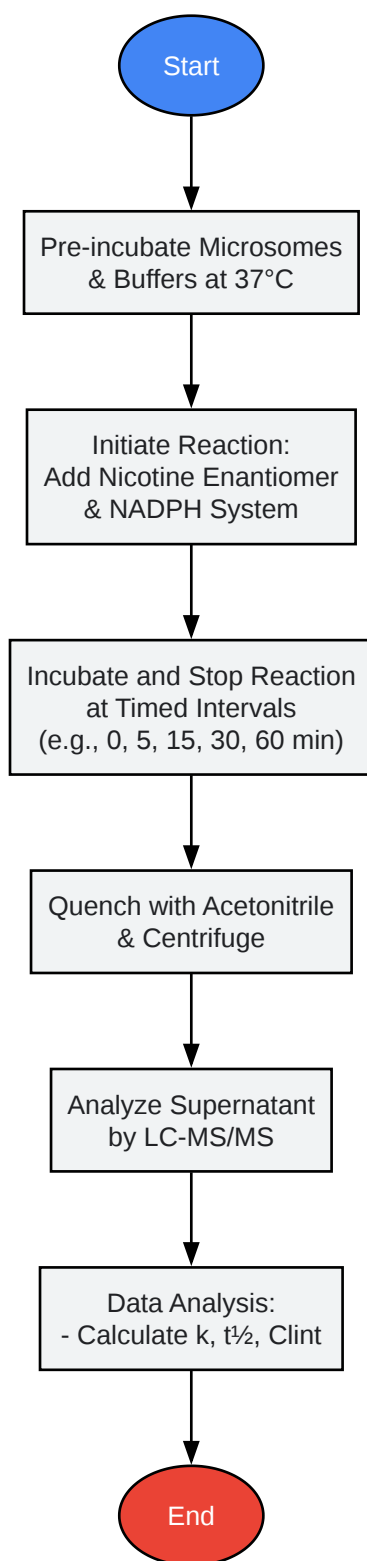 Start
Pre-incubate Microsomes
& Buffers at 37°C
Initiate Reaction:
Add Nicotine Enantiomer
& NADPH System
Incubate and Stop Reaction
at Timed Intervals
(e.g., 0, 5, 15, 30, 60 min)
Quench with Acetonitrile
& Centrifuge
Analyze Supernatant
by LC-MS/MS
Data Analysis:
- Calculate k, t½, Clint
End